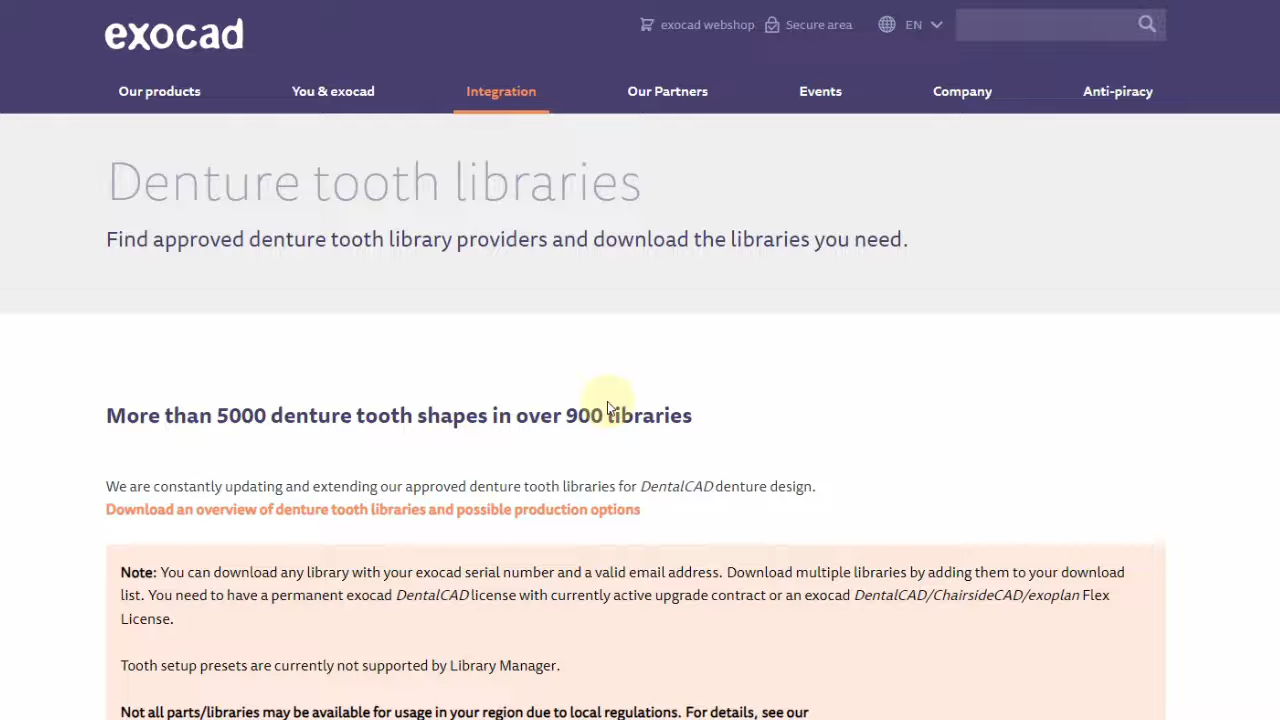 exocad
exocad webshop Secure area EN
Our products You & exocad Integration Our Partners Events Company Anti-piracy
Denture tooth libraries
Find approved denture tooth library providers and download the libraries you need.
More than 5000 denture tooth shapes in over 900 libraries
We are constantly updating and extending our approved denture tooth libraries for DentalCAD denture design.
Download an overview of denture tooth libraries and possible production options
Note: You can download any library with your exocad serial number and a valid email address. Download multiple libraries by adding them to your download
list. You need to have a permanent exocad DentalCAD license with currently active upgrade contract or an exocad DentalCAD/ChairsideCAD/exoplan Flex
License.
Tooth setup presets are currently not supported by Library Manager.
Not all parts/libraries may be available for usage in your region due to local regulations. For details, see our